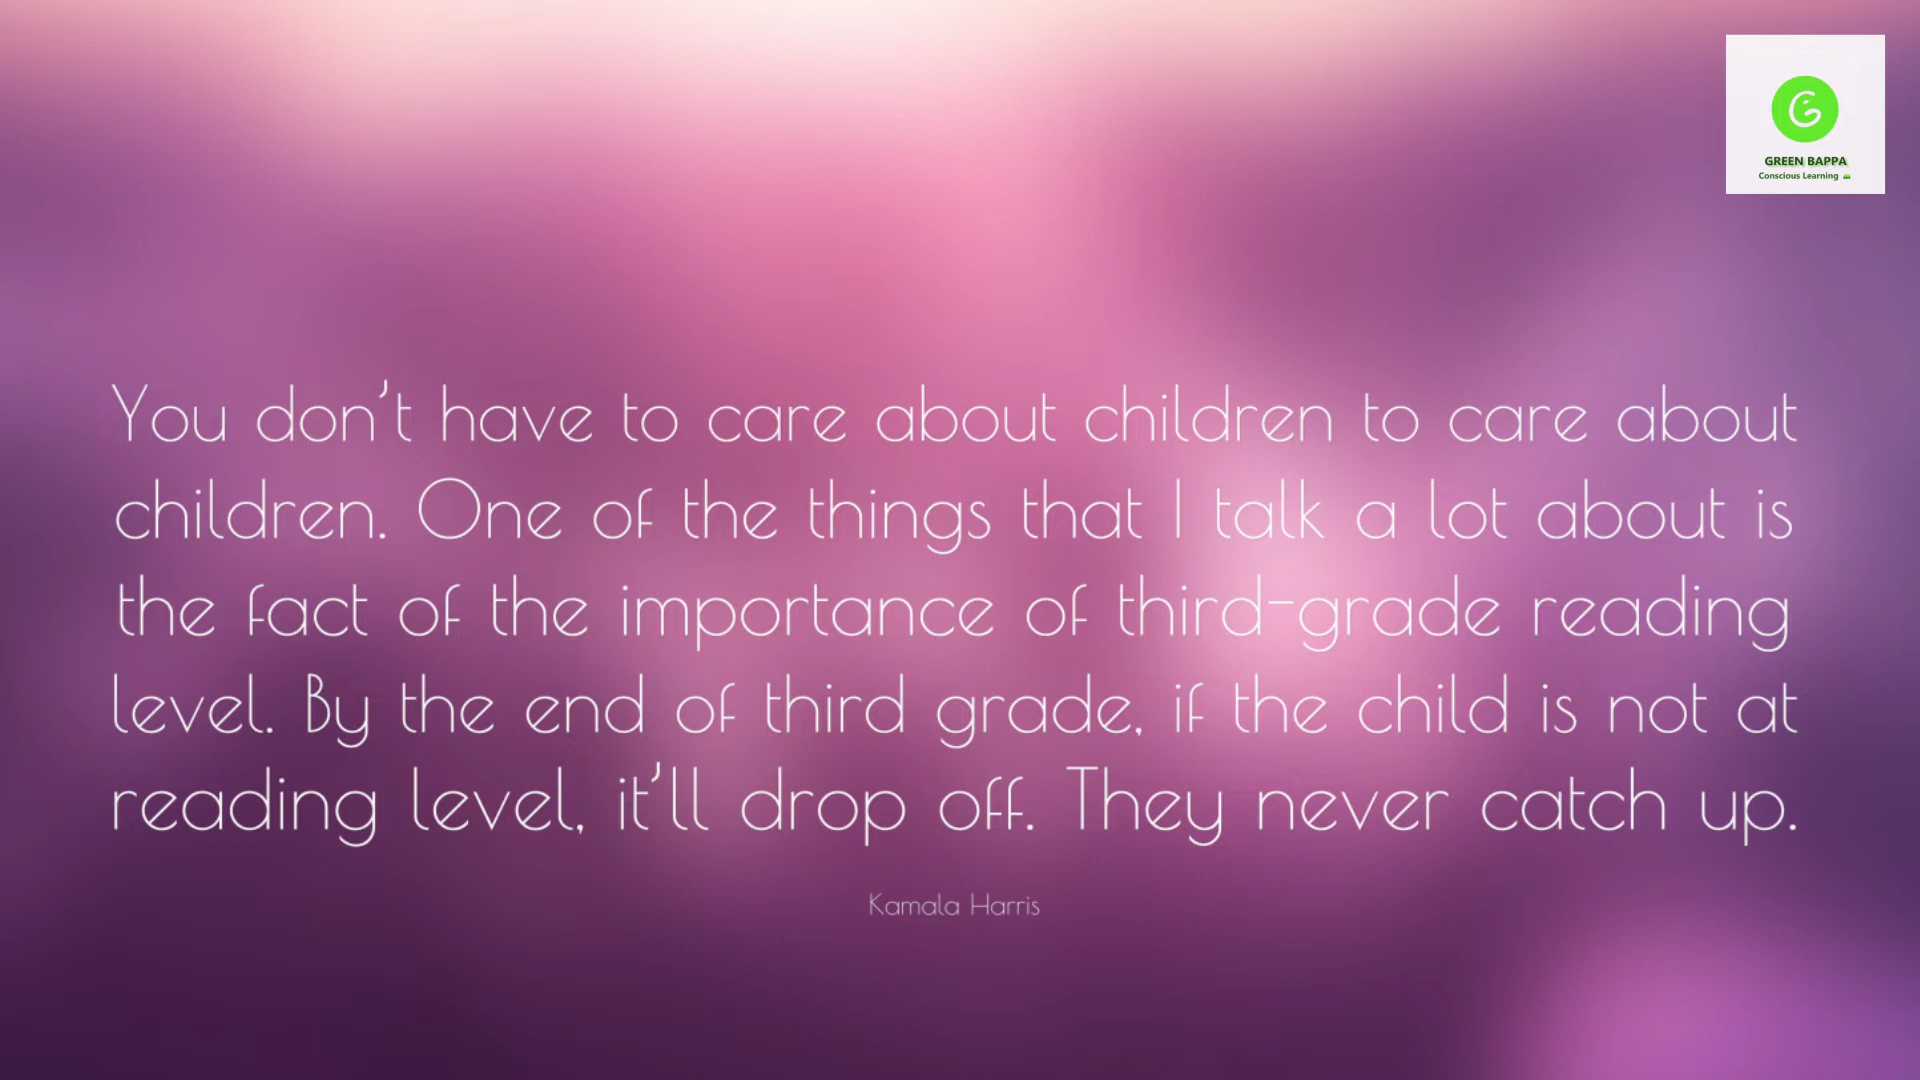 GREEN BAPPA
Conscious Learning
You don't have to care about children to care about
children. One of the things that I talk a lot about is
the fact of the importance of third-grade reading
level. By the end of third grade, if the child is not at
reading level, it'll drop off. They never catch up.
Kamala Harris